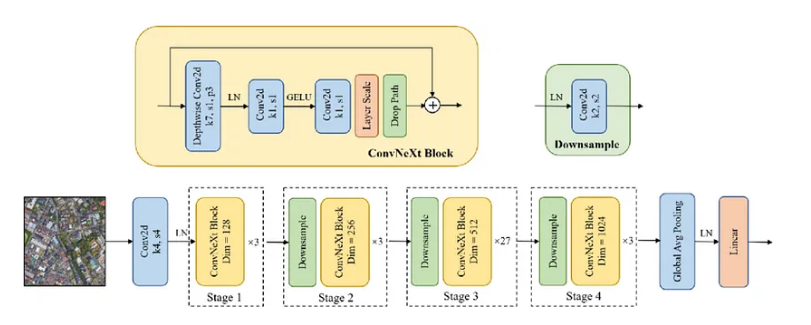 Depthwise Conv2d
k7, s1, p3
LN
Conv2d
k1, s1
GELU
Conv2d
k1, s1
Layer Scale
Drop Path
+
ConvNeXt Block
LN
Conv2d
k2, s2
Downsample
Conv2d
k4, s4
LN
ConvNeXt Block
Dim = 128
×3
Stage 1
Downsample
ConvNeXt Block
Dim = 256
×3
Stage 2
Downsample
ConvNeXt Block
Dim = 512
×27
Stage 3
Downsample
ConvNeXt Block
Dim = 1024
×3
Stage 4
Global Avg Pooling
LN
Linear